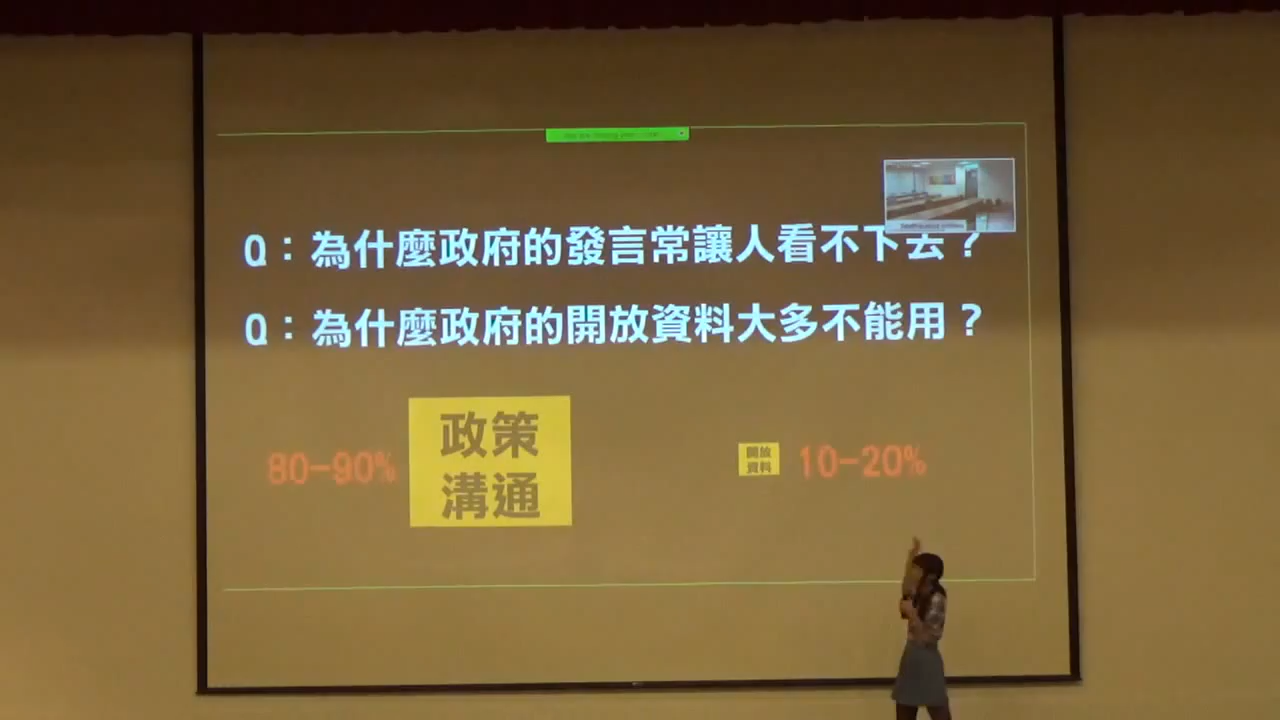 Q：為什麼政府的發言常讓人看不下去？
Q：為什麼政府的開放資料大多不能用？
80-90%
政策
溝通
開放
資料
10-20%